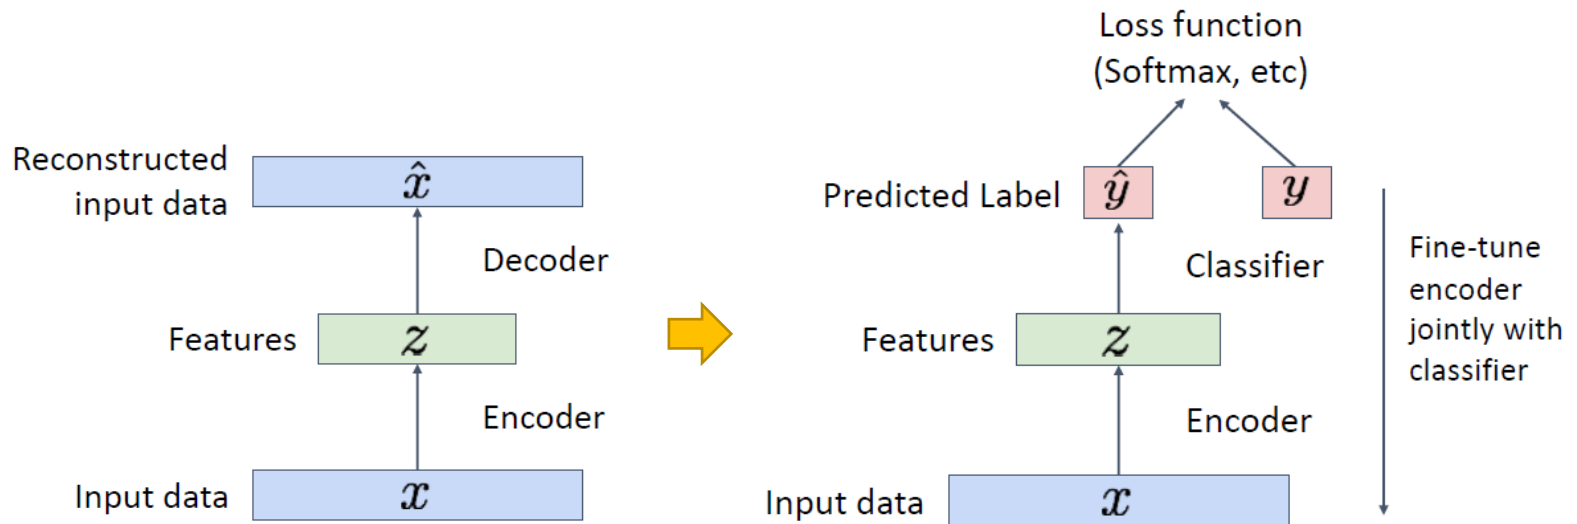 Reconstructed
input data
x̂
Decoder
Features
z
Encoder
Input data
x
Loss function
(Softmax, etc)
Predicted Label
ŷ
y
Classifier
Features
z
Encoder
Input data
x
Fine-tune
encoder
jointly with
classifier